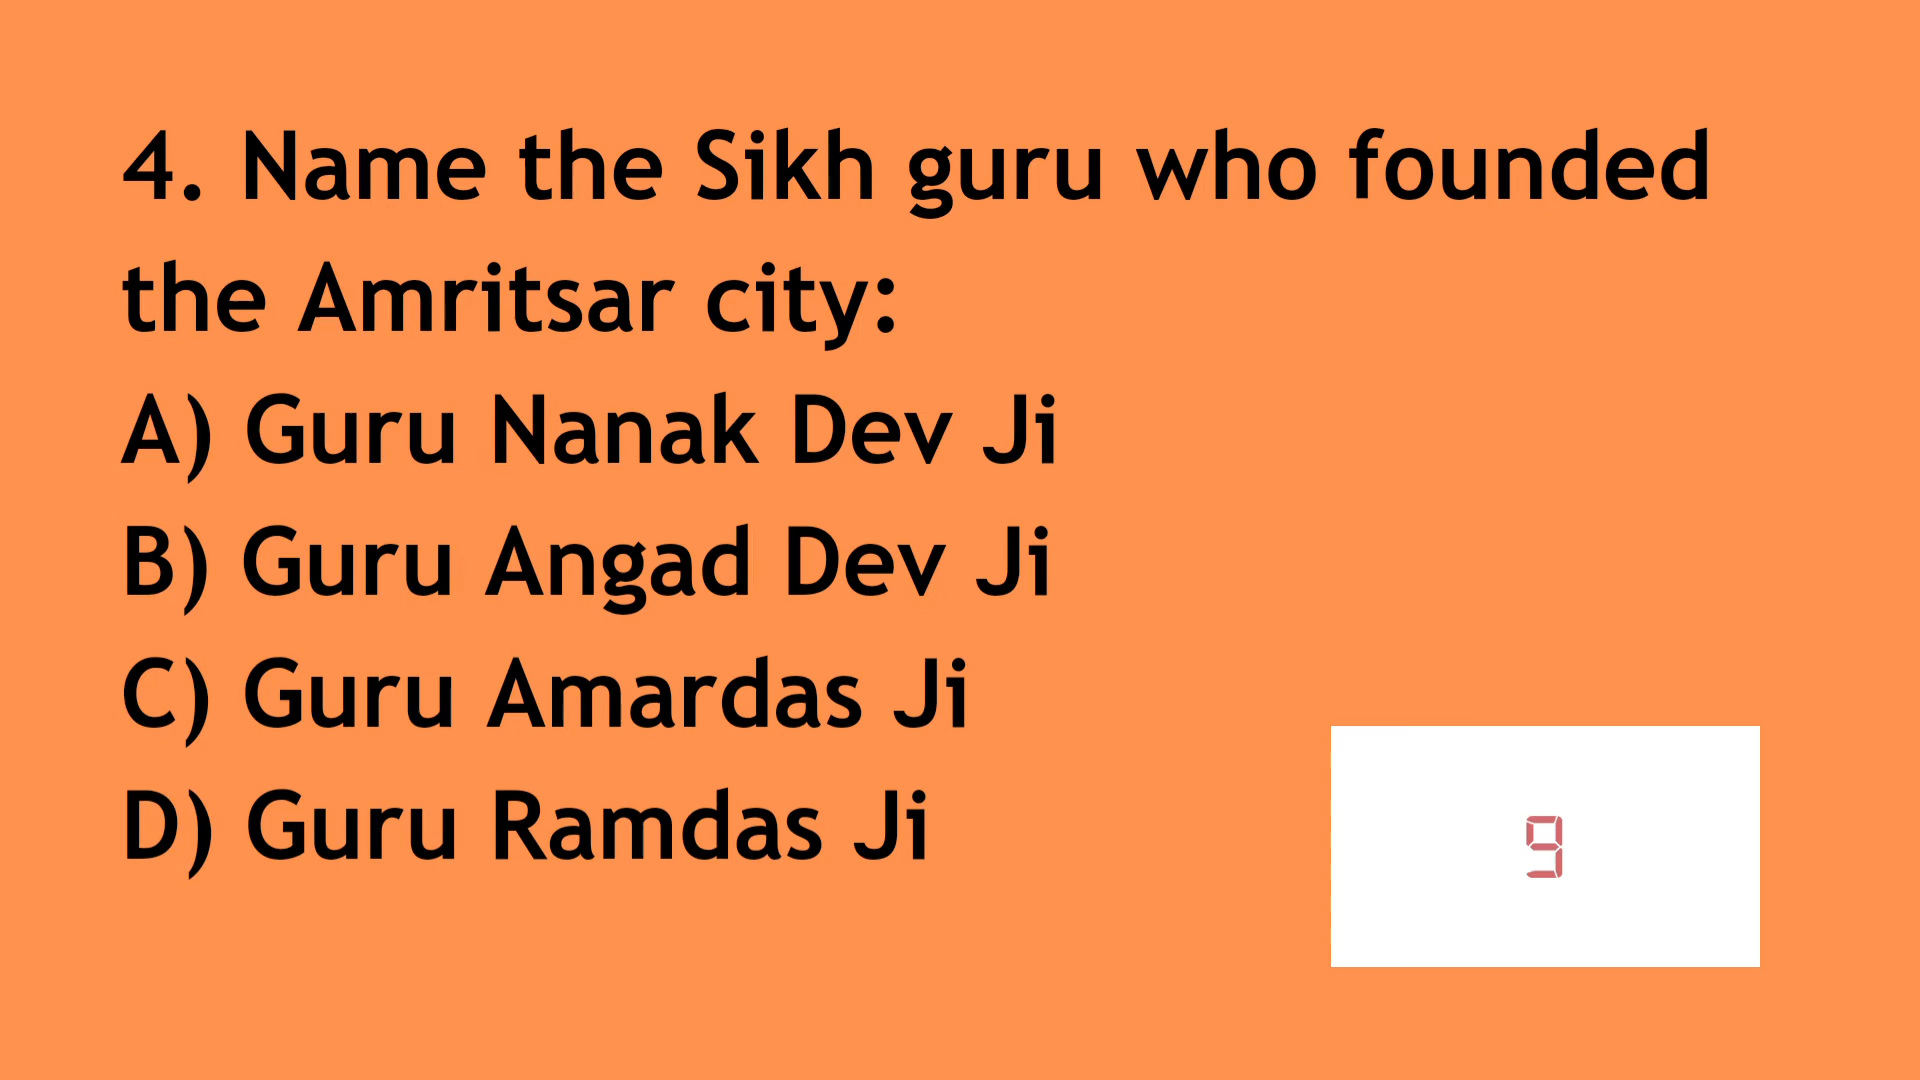 4. Name the Sikh guru who founded
the Amritsar city:
A) Guru Nanak Dev Ji
B) Guru Angad Dev Ji
C) Guru Amardas Ji
D) Guru Ramdas Ji
9